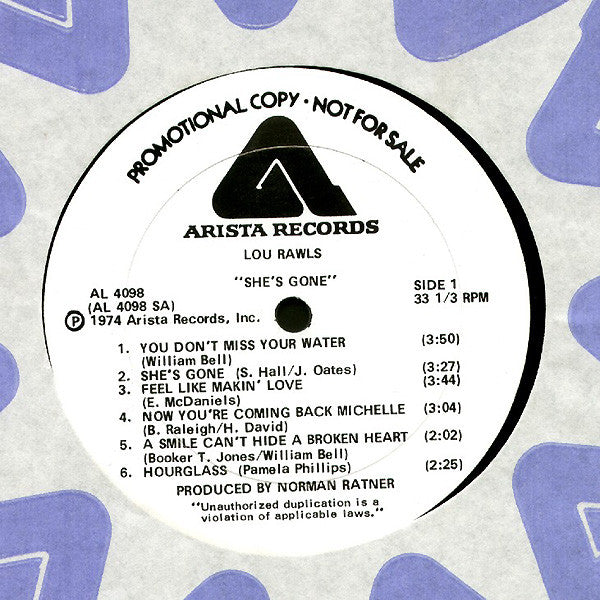 PROMOTIONAL COPY • NOT FOR SALE
ARISTA RECORDS
LOU RAWLS
"SHE'S GONE"
AL 4098
(AL 4098 SA)
Ⓟ 1974 Arista Records, Inc.
SIDE 1
33 1/3 RPM
1. YOU DON'T MISS YOUR WATER (3:50)
(William Bell)
2. SHE'S GONE (S. Hall/J. Oates) (3:27)
3. FEEL LIKE MAKIN' LOVE (3:44)
(E. McDaniels)
4. NOW YOU'RE COMING BACK MICHELLE (3:04)
(B. Raleigh/H. David)
5. A SMILE CAN'T HIDE A BROKEN HEART (2:02)
(Booker T. Jones/William Bell)
6. HOURGLASS (Pamela Phillips) (2:25)
PRODUCED BY NORMAN RATNER
"Unauthorized duplication is a
violation of applicable laws."